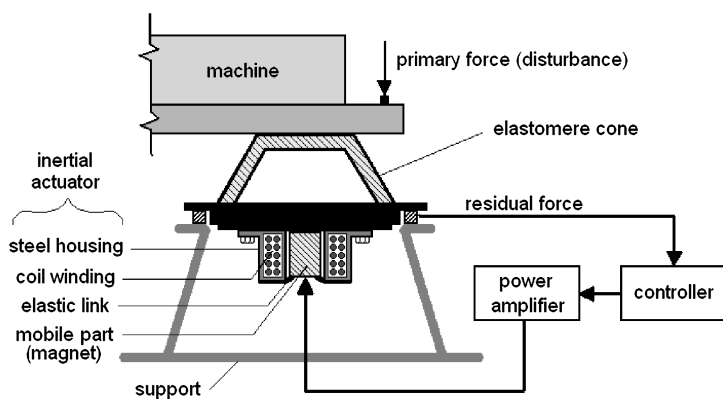 machine
primary force (disturbance)
elastomere cone
inertial
actuator
residual force
steel housing
coil winding
elastic link
mobile part
(magnet)
support
power
amplifier
controller